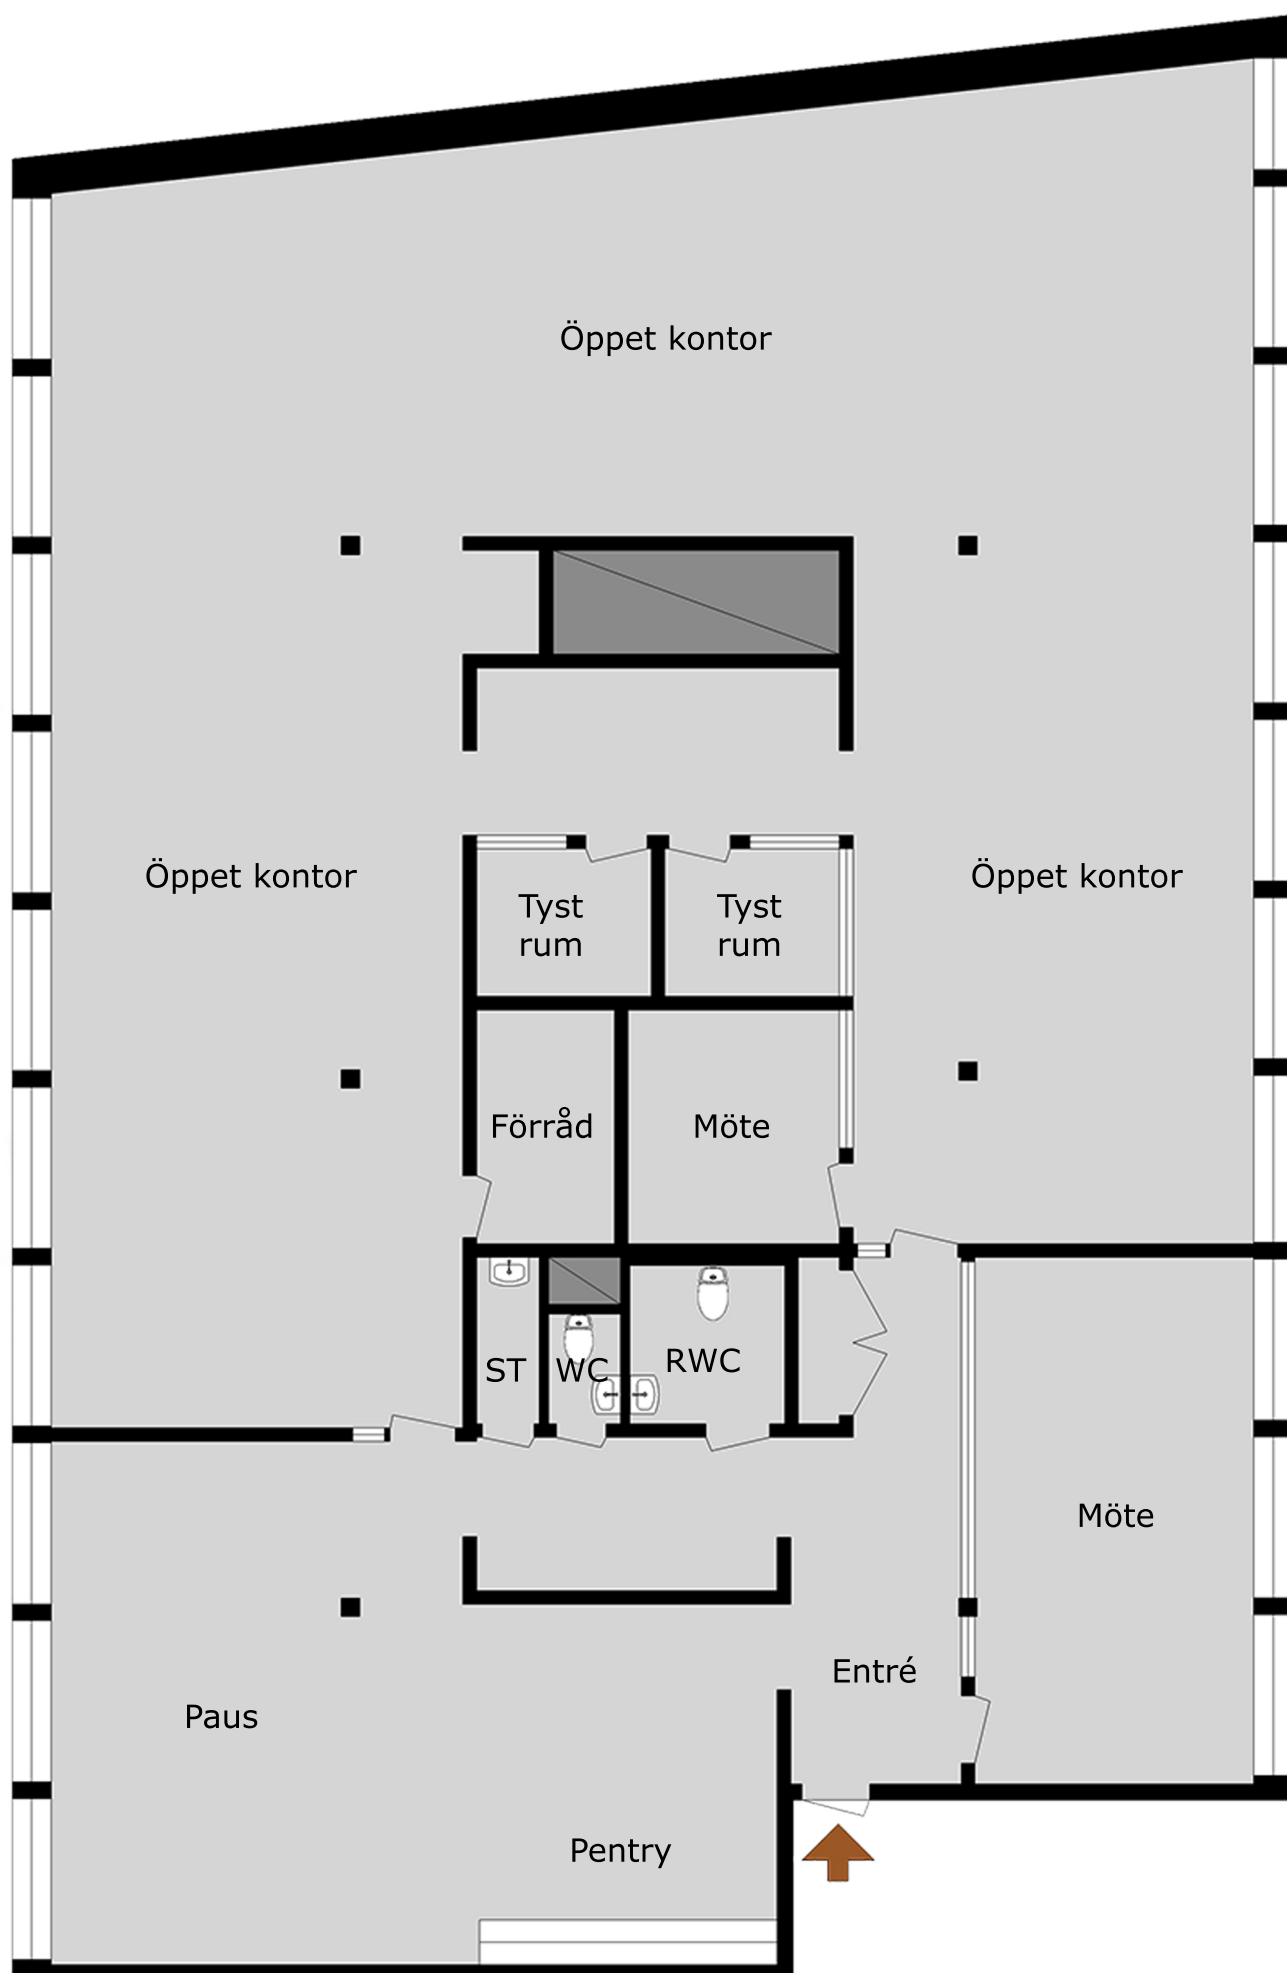 Öppet kontor
Öppet kontor
Öppet kontor
Tyst
rum
Tyst
rum
Förråd
Möte
ST
WC
RWC
Möte
Entré
Paus
Pentry